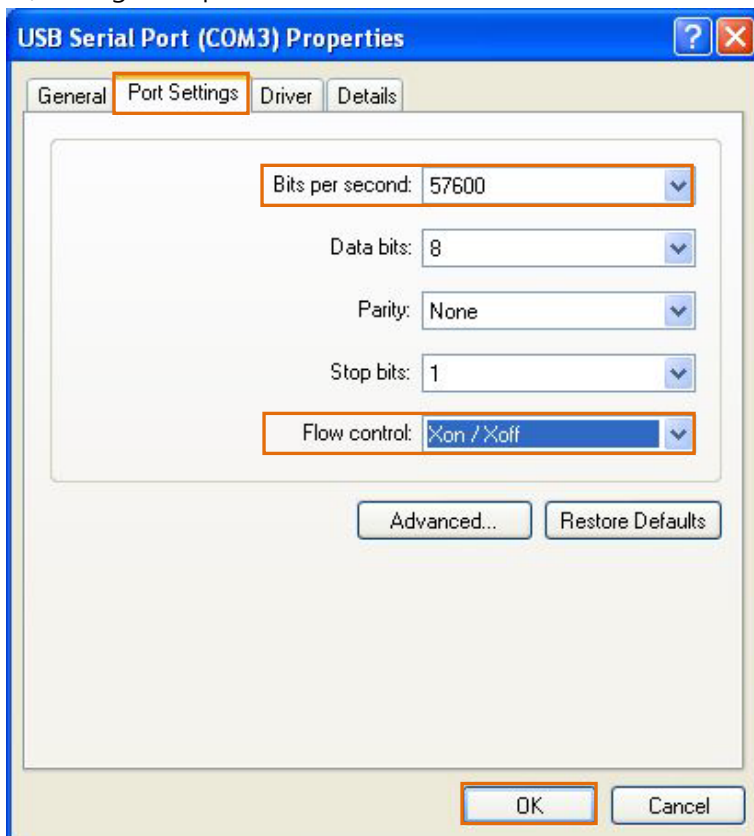 USB Serial Port (COM3) Properties
General Port Settings Driver Details
Bits per second: 57600
Data bits: 8
Parity: None
Stop bits: 1
Flow control: Xon / Xoff
Advanced... Restore Defaults
OK Cancel